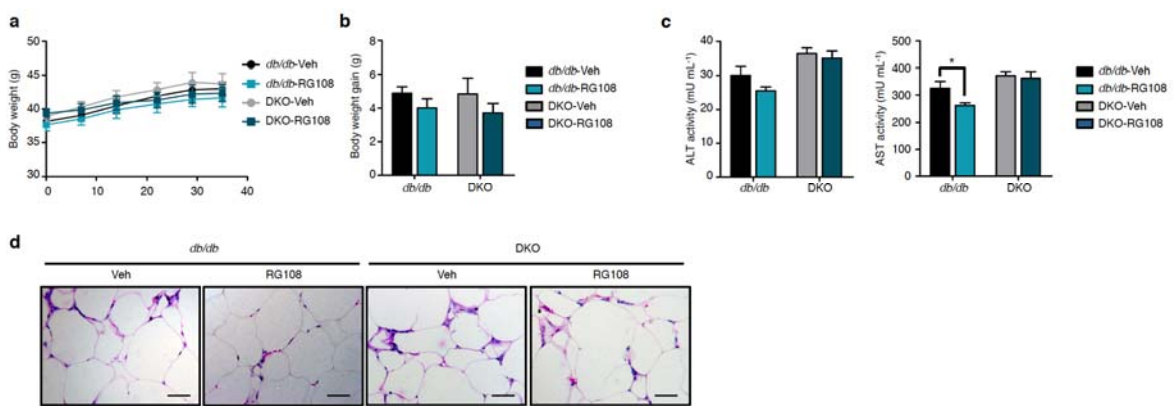 a
Body weight (g)
50
45
40
35
30
0
10
20
30
40
db/db-Veh
db/db-RG108
DKO-Veh
DKO-RG108
b
Body weight gain (g)
8
6
4
2
0
db/db
DKO
db/db-Veh
db/db-RG108
DKO-Veh
DKO-RG108
c
ALT activity (mU mL⁻¹)
40
30
20
10
0
db/db
DKO
AST activity (mU mL⁻¹)
500
400
300
200
100
0
*
db/db
DKO
db/db-Veh
db/db-RG108
DKO-Veh
DKO-RG108
d
db/db
DKO
Veh
RG108
Veh
RG108